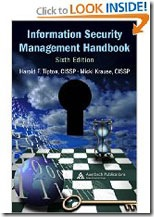 Click to LOOK INSIDE!
Information Security
Management Handbook
Sixth Edition
Harold F. Tipton, CISSP • Micki Krause, CISSP
Auerbach Publications